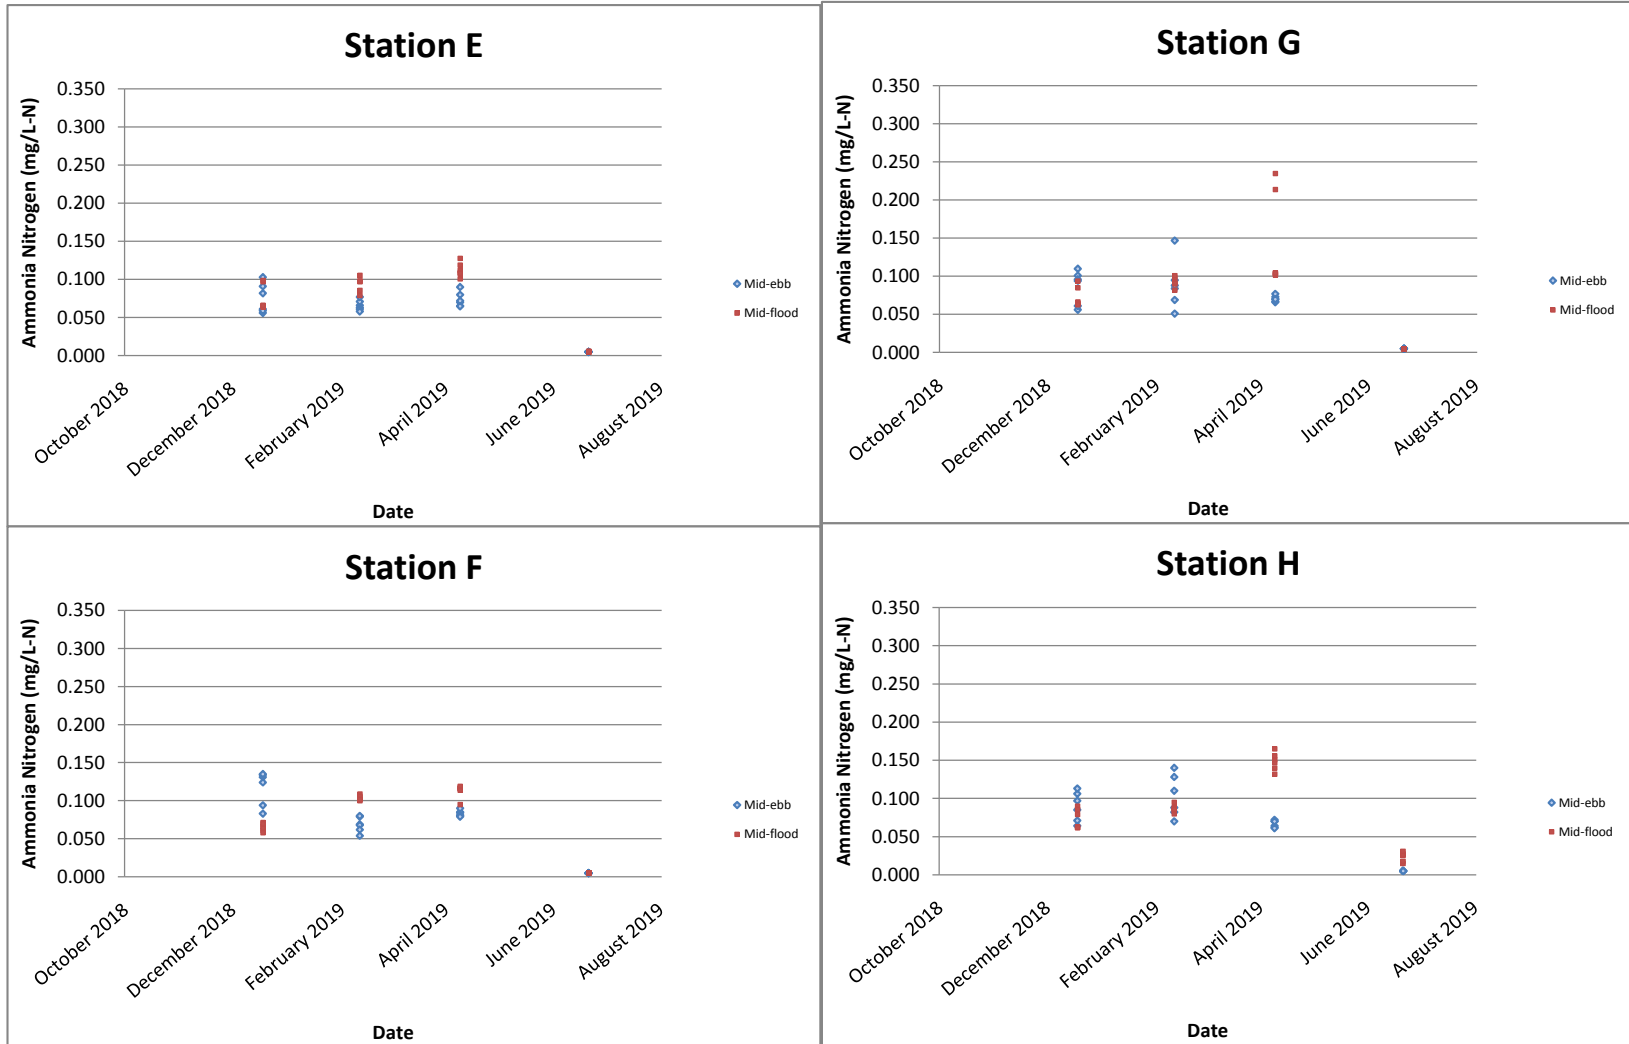 Station E
Ammonia Nitrogen (mg/L-N)
0.350
0.300
0.250
0.200
0.150
0.100
0.050
0.000
Mid-ebb
Mid-flood
October 2018
December 2018
February 2019
April 2019
June 2019
August 2019
Date
Station G
Ammonia Nitrogen (mg/L-N)
0.350
0.300
0.250
0.200
0.150
0.100
0.050
0.000
Mid-ebb
Mid-flood
October 2018
December 2018
February 2019
April 2019
June 2019
August 2019
Date
Station F
Ammonia Nitrogen (mg/L-N)
0.350
0.300
0.250
0.200
0.150
0.100
0.050
0.000
Mid-ebb
Mid-flood
October 2018
December 2018
February 2019
April 2019
June 2019
August 2019
Date
Station H
Ammonia Nitrogen (mg/L-N)
0.350
0.300
0.250
0.200
0.150
0.100
0.050
0.000
Mid-ebb
Mid-flood
October 2018
December 2018
February 2019
April 2019
June 2019
August 2019
Date